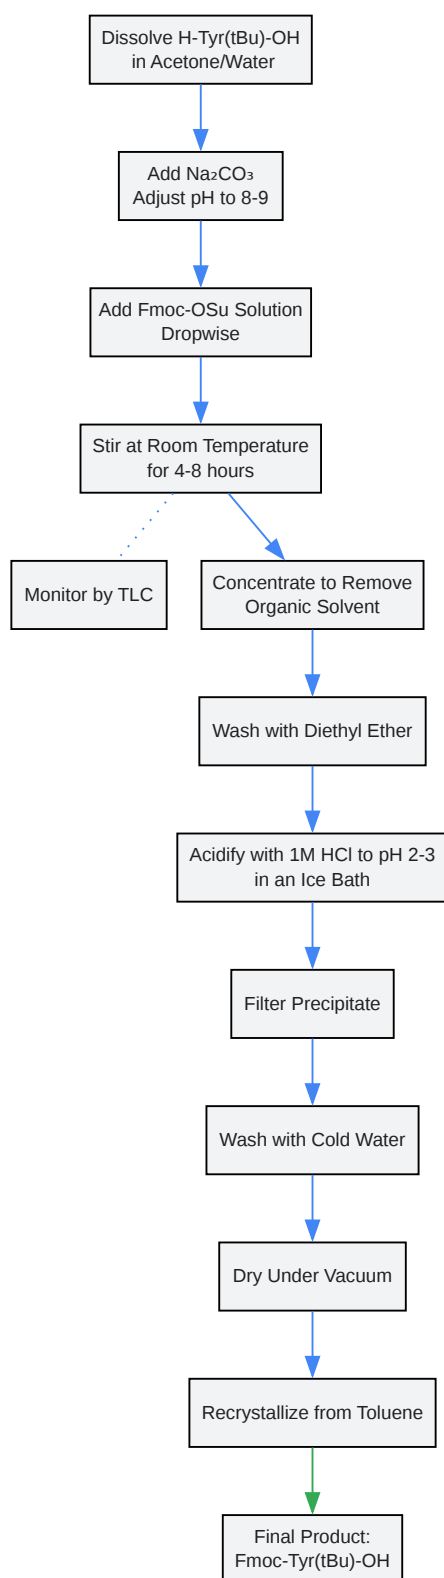 Dissolve H-Tyr(tBu)-OH
in Acetone/Water
Add Na₂CO₃
Adjust pH to 8-9
Add Fmoc-OSu Solution
Dropwise
Stir at Room Temperature
for 4-8 hours
Monitor by TLC
Concentrate to Remove
Organic Solvent
Wash with Diethyl Ether
Acidify with 1M HCl to pH 2-3
in an Ice Bath
Filter Precipitate
Wash with Cold Water
Dry Under Vacuum
Recrystallize from Toluene
Final Product:
Fmoc-Tyr(tBu)-OH